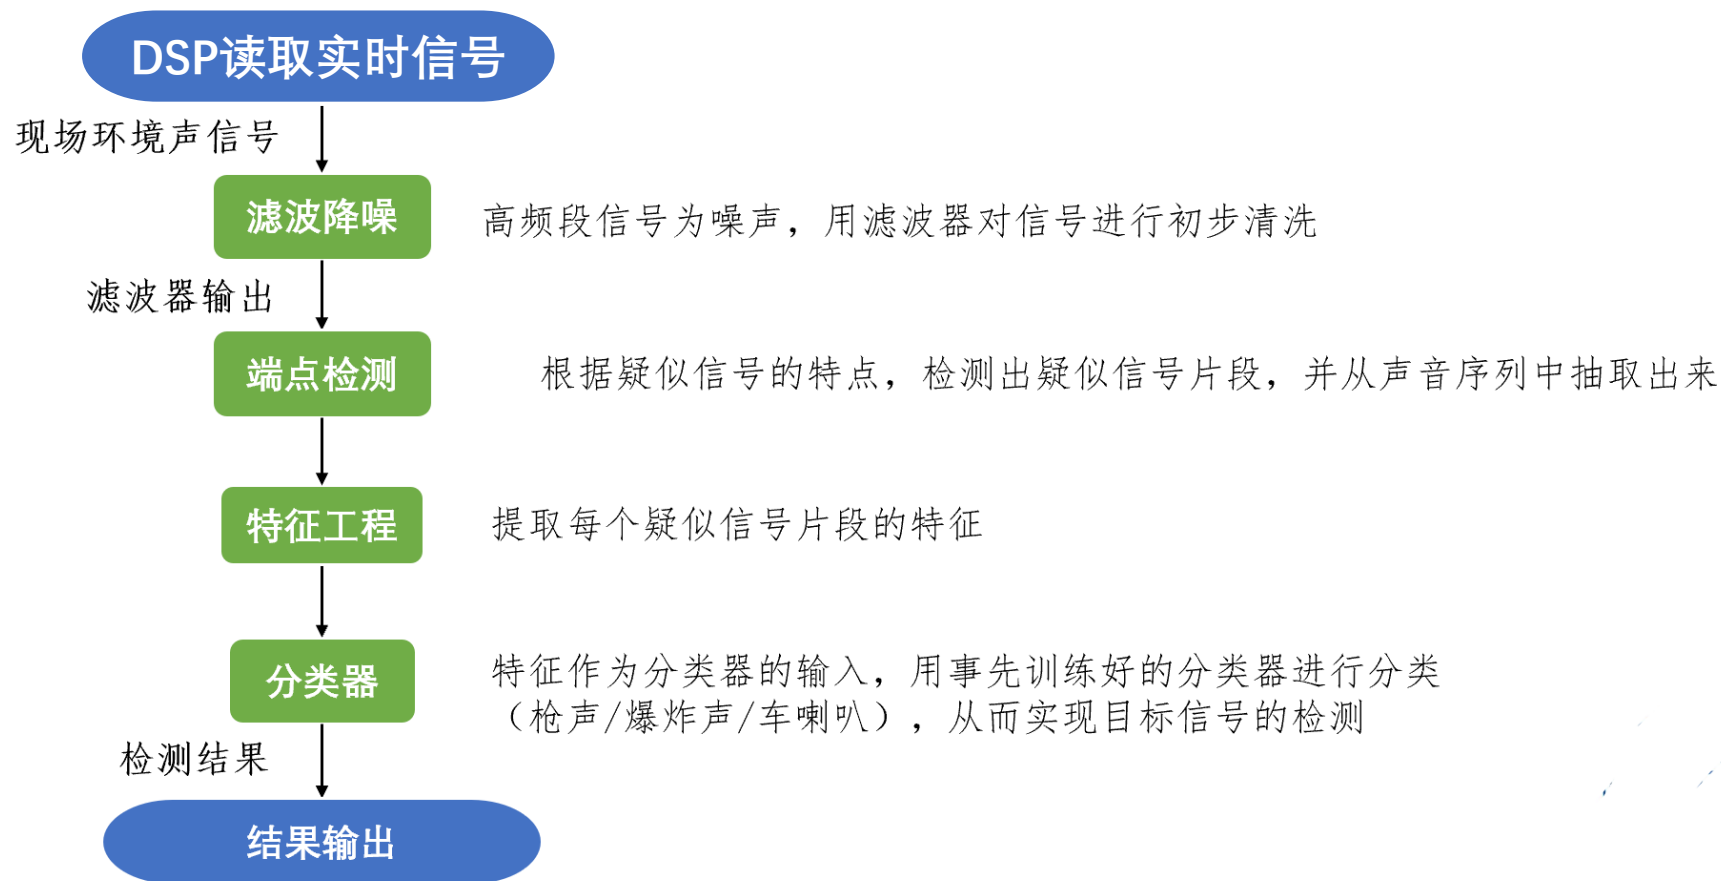 DSP读取实时信号
现场环境声信号
滤波降噪
高频段信号为噪声，用滤波器对信号进行初步清洗
滤波器输出
端点检测
根据疑似信号的特点，检测出疑似信号片段，并从声音序列中抽取出来
特征工程
提取每个疑似信号片段的特征
分类器
特征作为分类器的输入，用事先训练好的分类器进行分类
（枪声/爆炸声/车喇叭），从而实现目标信号的检测
检测结果
结果输出